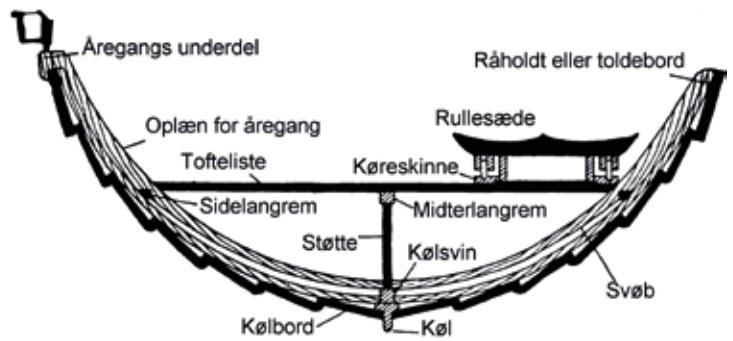 Åregangs underdel
Råholdt eller toldebord
Oplæn for åregang
Rullesæde
Tofteliste
Køreskinne
Sidelangrem
Midterlangrem
Støtte
Kølsvin
Svøb
Kølbord
Køl